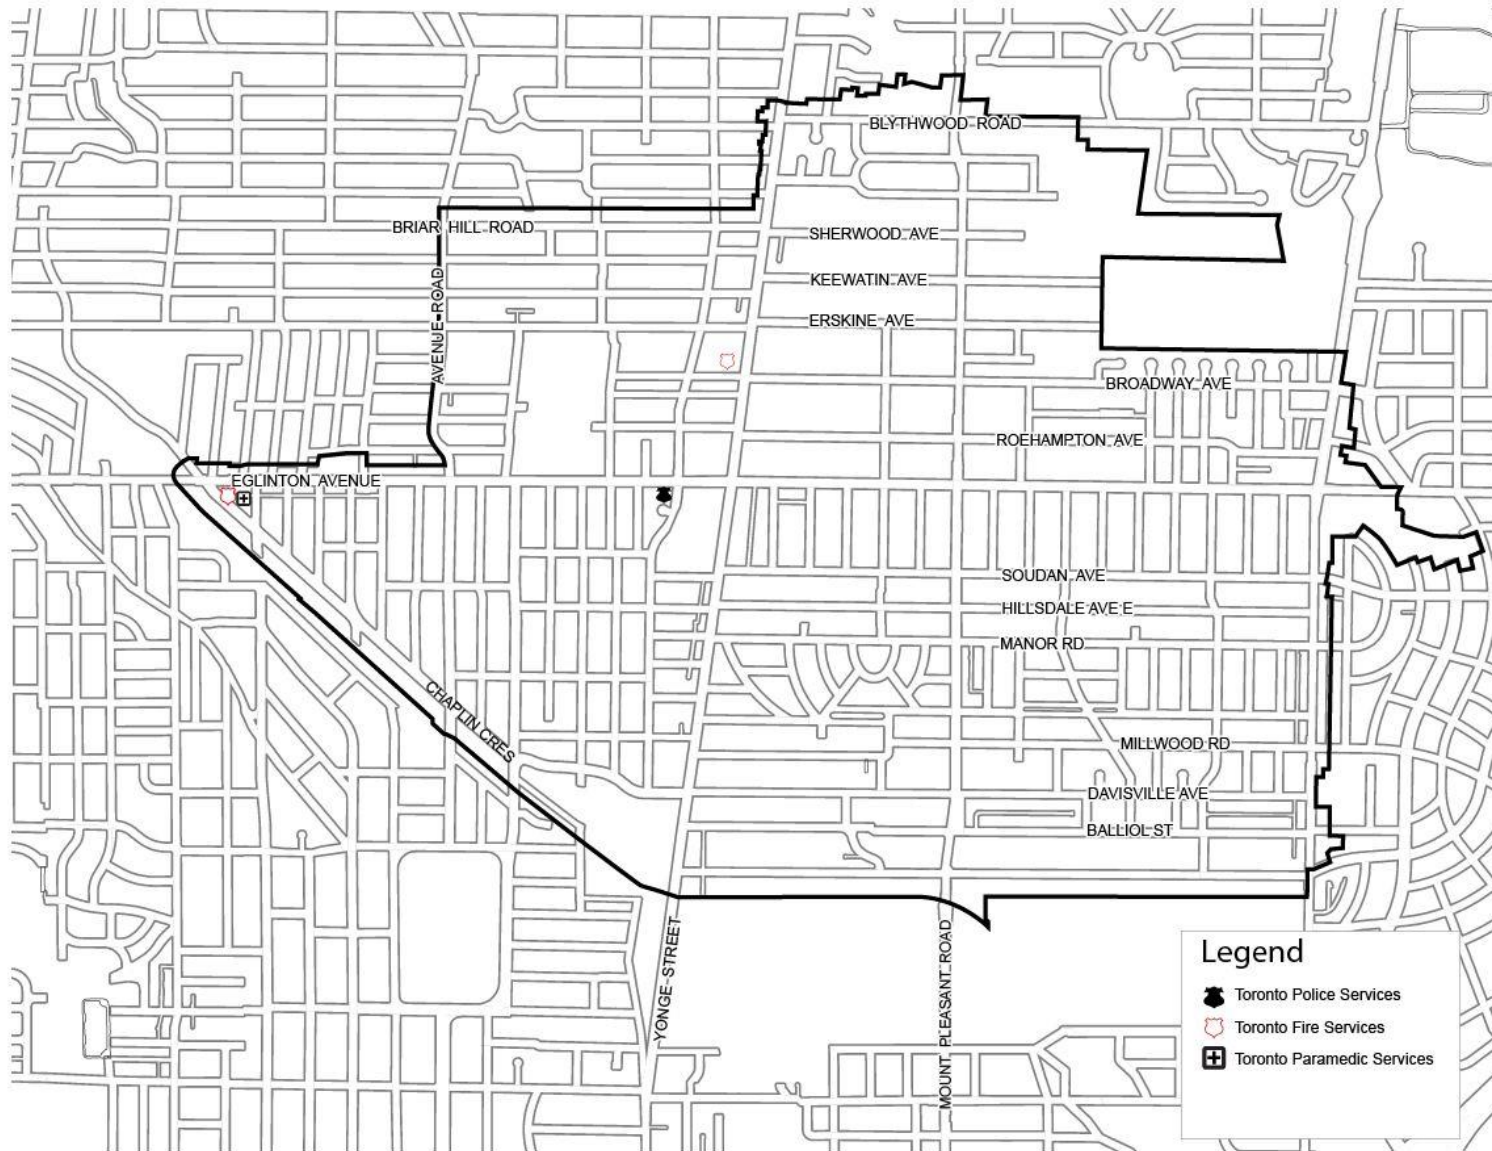 BLYTHWOOD ROAD
BRIAR HILL ROAD
SHERWOOD AVE
AVENUE ROAD
KEEWATIN AVE
ERSKINE AVE
BROADWAY AVE
ROEHAMPTON AVE
EGLINTON AVENUE
SOUDAN AVE
HILLSDALE AVE E
MANOR RD
CHAPLIN CRES
MILLWOOD RD
DAVISVILLE AVE
BALLIOL ST
YONGE STREET
MOUNT PLEASANT ROAD
Legend
Toronto Police Services
Toronto Fire Services
Toronto Paramedic Services